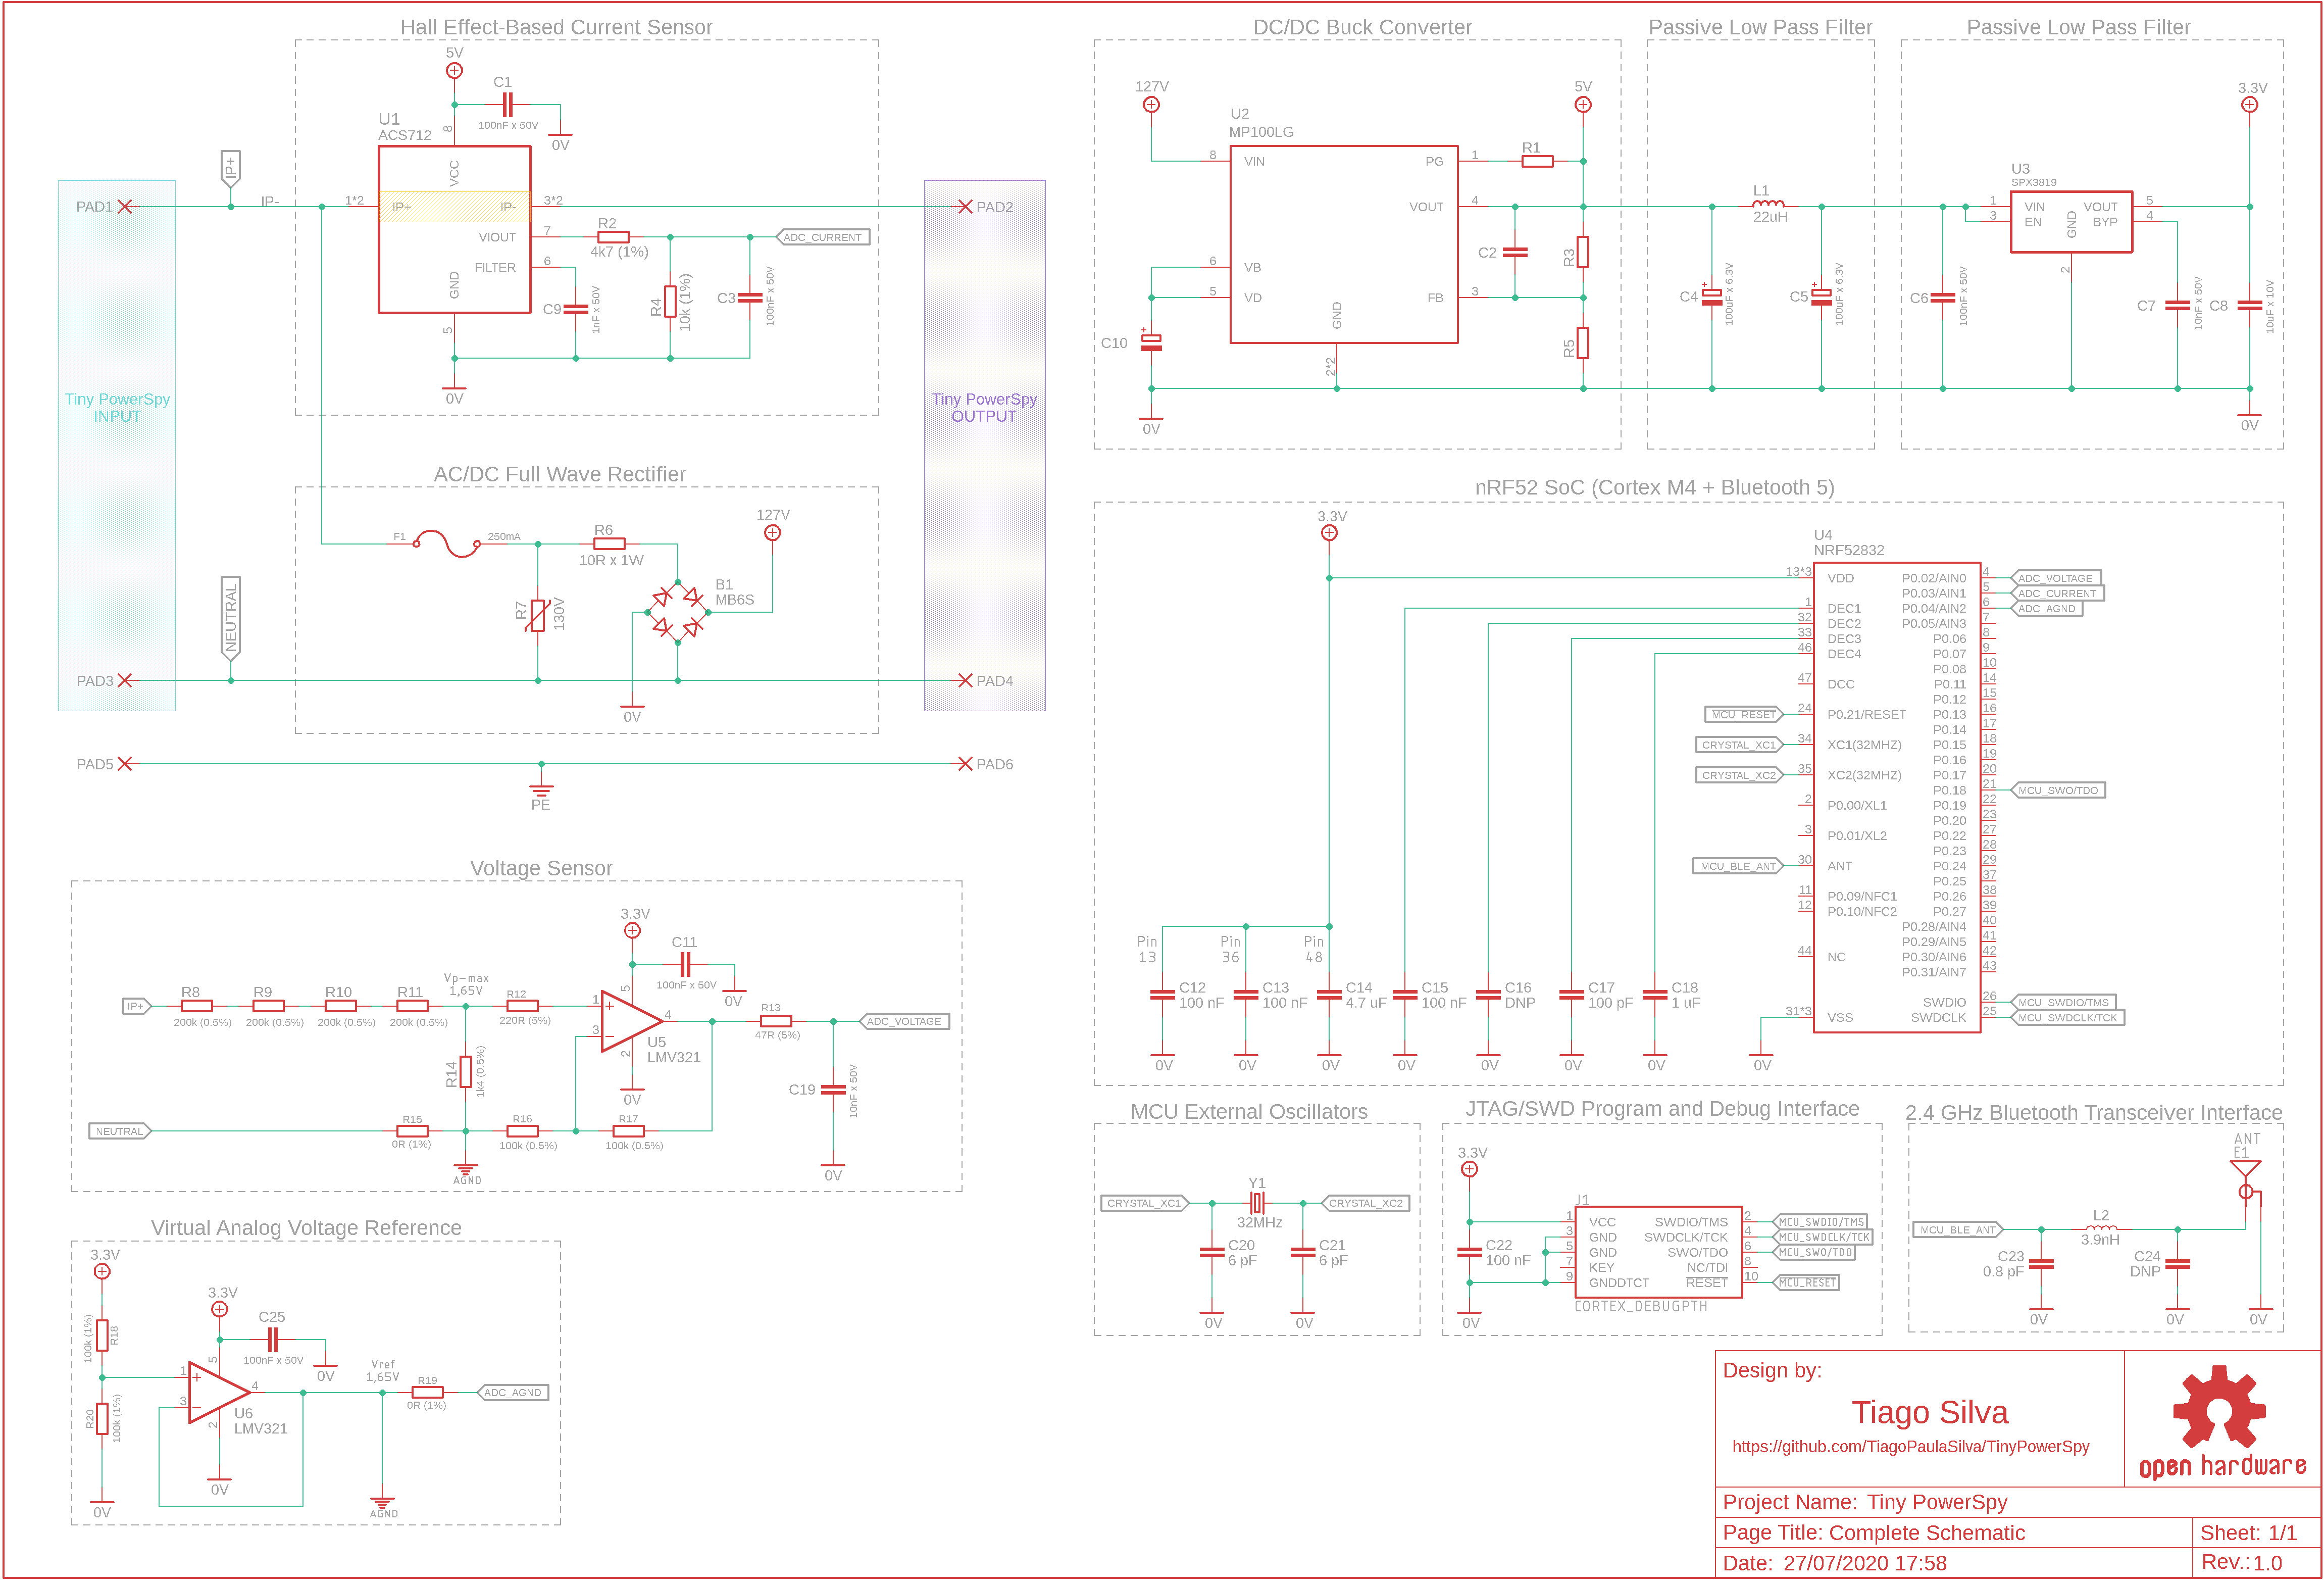 Hall Effect-Based Current Sensor
5V
C1
100nF x 50V
0V
U1
ACS712
8
VCC
IP+
IP-
1*2
IP+
IP-
3*2
VIOUT
7
R2
4k7 (1%)
ADC_CURRENT
FILTER
6
GND
5
C9
1nF x 50V
R4
10k (1%)
C3
100nF x 50V
0V
PAD1
PAD2
Tiny PowerSpy
INPUT
Tiny PowerSpy
OUTPUT
AC/DC Full Wave Rectifier
F1
250mA
R6
10R x 1W
127V
R7
130V
B1
MB6S
0V
NEUTRAL
PAD3
PAD4
PAD5
PAD6
PE
DC/DC Buck Converter
127V
5V
U2
MP100LG
8
VIN
PG
1
R1
VOUT
4
6
VB
5
VD
FB
3
GND
2*2
C2
R3
R5
C10
0V
Passive Low Pass Filter
L1
22uH
C4
100uF x 6.3V
C5
100uF x 6.3V
Passive Low Pass Filter
3.3V
U3
SPX3819
1
VIN
VOUT
5
3
EN
BYP
4
GND
2
C6
100nF x 50V
C7
10nF x 50V
C8
10uF x 10V
0V
nRF52 SoC (Cortex M4 + Bluetooth 5)
3.3V
U4
NRF52832
13*3
VDD
1
DEC1
32
DEC2
33
DEC3
46
DEC4
47
DCC
MCU_RESET
24
P0.21/RESET
CRYSTAL_XC1
34
XC1(32MHZ)
CRYSTAL_XC2
35
XC2(32MHZ)
2
P0.00/XL1
3
P0.01/XL2
MCU_BLE_ANT
30
ANT
11
P0.09/NFC1
12
P0.10/NFC2
44
NC
31*3
VSS
0V
P0.02/AIN0
4
ADC_VOLTAGE
P0.03/AIN1
5
ADC_CURRENT
P0.04/AIN2
6
ADC_AGND
P0.05/AIN3
7
P0.06
8
P0.07
9
P0.08
10
P0.11
14
P0.12
15
P0.13
16
P0.14
17
P0.15
18
P0.16
19
P0.17
20
P0.18
21
MCU_SWO/TDO
P0.19
22
P0.20
23
P0.22
27
P0.23
28
P0.24
29
P0.25
37
P0.26
38
P0.27
39
P0.28/AIN4
40
P0.29/AIN5
41
P0.30/AIN6
42
P0.31/AIN7
43
SWDIO
26
MCU_SWDIO/TMS
SWDCLK
25
MCU_SWDCLK/TCK
Pin
13
Pin
36
Pin
48
C12
100 nF
0V
C13
100 nF
0V
C14
4.7 uF
0V
C15
100 nF
0V
C16
DNP
0V
C17
100 pF
0V
C18
1 uF
0V
Voltage Sensor
3.3V
C11
100nF x 50V
0V
IP+
R8
200k (0.5%)
R9
200k (0.5%)
R10
200k (0.5%)
R11
200k (0.5%)
Vp-max
1,65V
R12
220R (5%)
1
3
5
2
4
U5
LMV321
0V
R13
47R (5%)
ADC_VOLTAGE
R14
1k4 (0.5%)
C19
10nF x 50V
0V
NEUTRAL
R15
0R (1%)
R16
100k (0.5%)
R17
100k (0.5%)
AGND
Virtual Analog Voltage Reference
3.3V
R18
100k (1%)
R20
100k (1%)
0V
3.3V
C25
100nF x 50V
0V
1
3
5
2
4
U6
LMV321
0V
Vref
1,65V
R19
0R (1%)
ADC_AGND
AGND
MCU External Oscillators
CRYSTAL_XC1
Y1
32MHz
CRYSTAL_XC2
C20
6 pF
0V
C21
6 pF
0V
JTAG/SWD Program and Debug Interface
3.3V
C22
100 nF
0V
J1
1
VCC
SWDIO/TMS
2
MCU_SWDIO/TMS
3
GND
SWDCLK/TCK
4
MCU_SWDCLK/TCK
5
GND
SWO/TDO
6
MCU_SWO/TDO
7
KEY
NC/TDI
8
9
GNDDTCT
RESET
10
MCU_RESET
CORTEX_DEBUGPTH
2.4 GHz Bluetooth Transceiver Interface
ANT
E1
MCU_BLE_ANT
L2
3.9nH
C23
0.8 pF
0V
C24
DNP
0V
0V
Design by:
Tiago Silva
https://github.com/TiagoPaulaSilva/TinyPowerSpy
open hardware
Project Name: Tiny PowerSpy
Page Title: Complete Schematic
Sheet: 1/1
Date: 27/07/2020 17:58
Rev.: 1.0